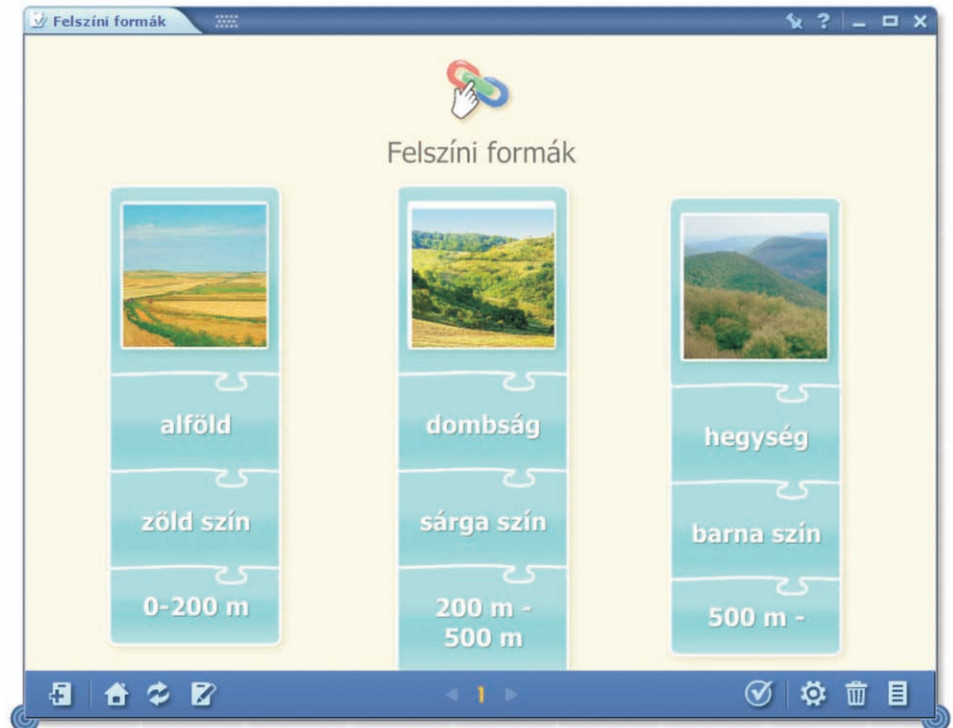 Felszíni formák
?
Felszíni formák
alföld
zöld szín
0-200 m
dombság
sárga szín
200 m -
500 m
hegység
barna szín
500 m -
1